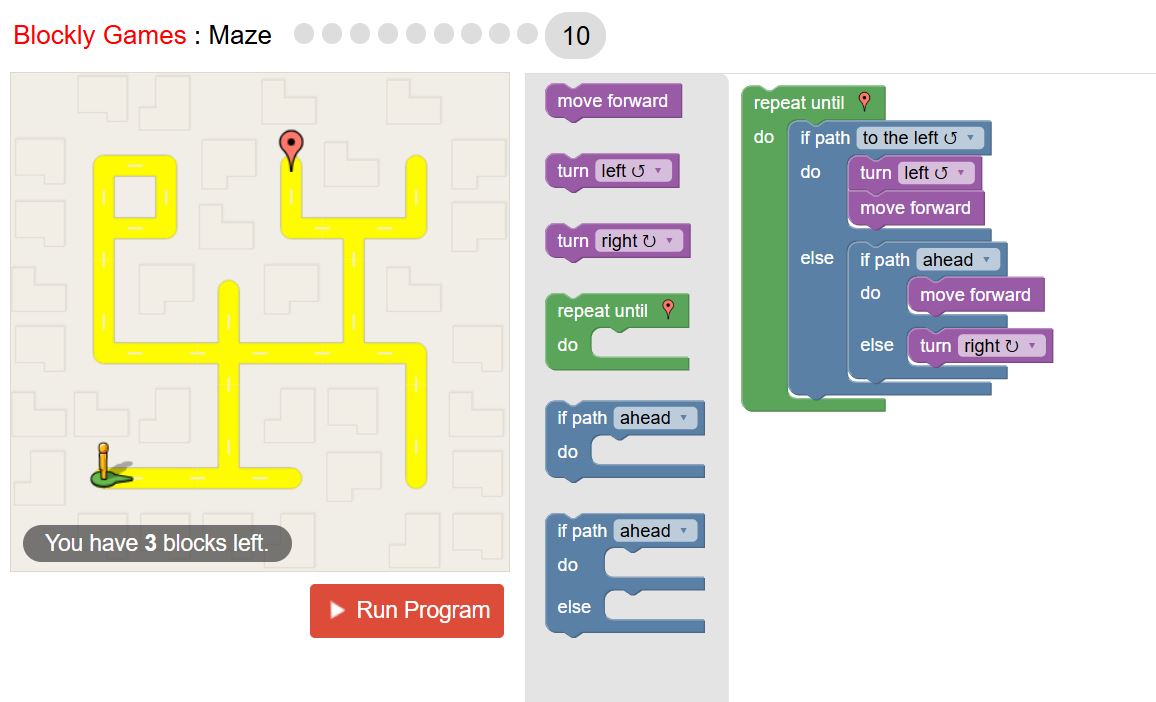 Blockly Games : Maze 10
You have 3 blocks left.
Run Program
move forward
turn left ↺ ▼
turn right ↻ ▼
repeat until
do
if path ahead ▼
do
if path ahead ▼
do
else
repeat until
do if path to the left ↺ ▼
do turn left ↺ ▼
move forward
else if path ahead ▼
do move forward
else turn right ↻ ▼